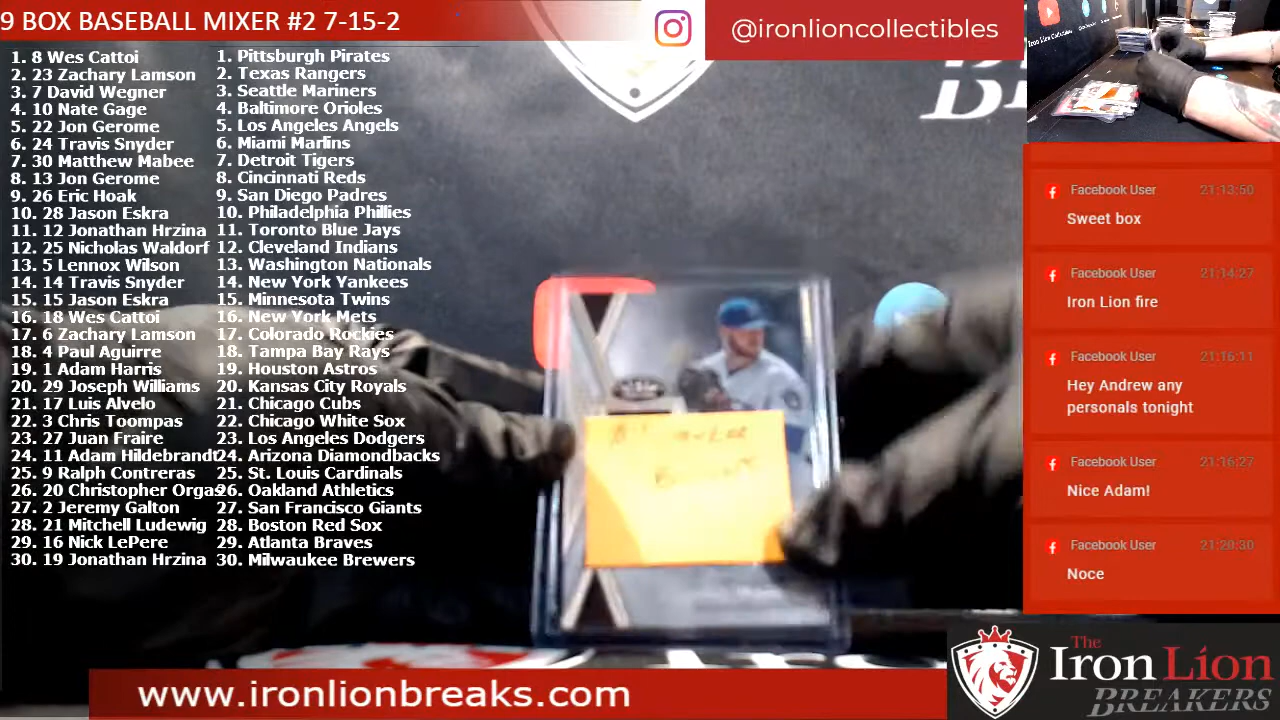 9 BOX BASEBALL MIXER #2 7-15-2
@ironlioncollectibles
1. 8 Wes Cattoi 1. Pittsburgh Pirates
2. 23 Zachary Lamson 2. Texas Rangers
3. 7 David Wegner 3. Seattle Mariners
4. 10 Nate Gage 4. Baltimore Orioles
5. 22 Jon Gerome 5. Los Angeles Angels
6. 24 Travis Snyder 6. Miami Marlins
7. 30 Matthew Mabee 7. Detroit Tigers
8. 13 Jon Gerome 8. Cincinnati Reds
9. 26 Eric Hoak 9. San Diego Padres
10. 28 Jason Eskra 10. Philadelphia Phillies
11. 12 Jonathan Hrzina 11. Toronto Blue Jays
12. 25 Nicholas Waldorf 12. Cleveland Indians
13. 5 Lennox Wilson 13. Washington Nationals
14. 14 Travis Snyder 14. New York Yankees
15. 15 Jason Eskra 15. Minnesota Twins
16. 18 Wes Cattoi 16. New York Mets
17. 6 Zachary Lamson 17. Colorado Rockies
18. 4 Paul Aguirre 18. Tampa Bay Rays
19. 1 Adam Harris 19. Houston Astros
20. 29 Joseph Williams 20. Kansas City Royals
21. 17 Luis Alvelo 21. Chicago Cubs
22. 3 Chris Toompas 22. Chicago White Sox
23. 27 Juan Fraire 23. Los Angeles Dodgers
24. 11 Adam Hildebrandt 24. Arizona Diamondbacks
25. 9 Ralph Contreras 25. St. Louis Cardinals
26. 20 Christopher Orgas 26. Oakland Athletics
27. 2 Jeremy Galton 27. San Francisco Giants
28. 21 Mitchell Ludewig 28. Boston Red Sox
29. 16 Nick LePere 29. Atlanta Braves
30. 19 Jonathan Hrzina 30. Milwaukee Brewers
Facebook User 21:13:50
Sweet box
Facebook User 21:14:27
Iron Lion fire
Facebook User 21:16:11
Hey Andrew any
personals tonight
Facebook User 21:16:27
Nice Adam!
Facebook User 21:20:30
Noce
www.ironlionbreaks.com
The
Iron Lion
BREAKERS